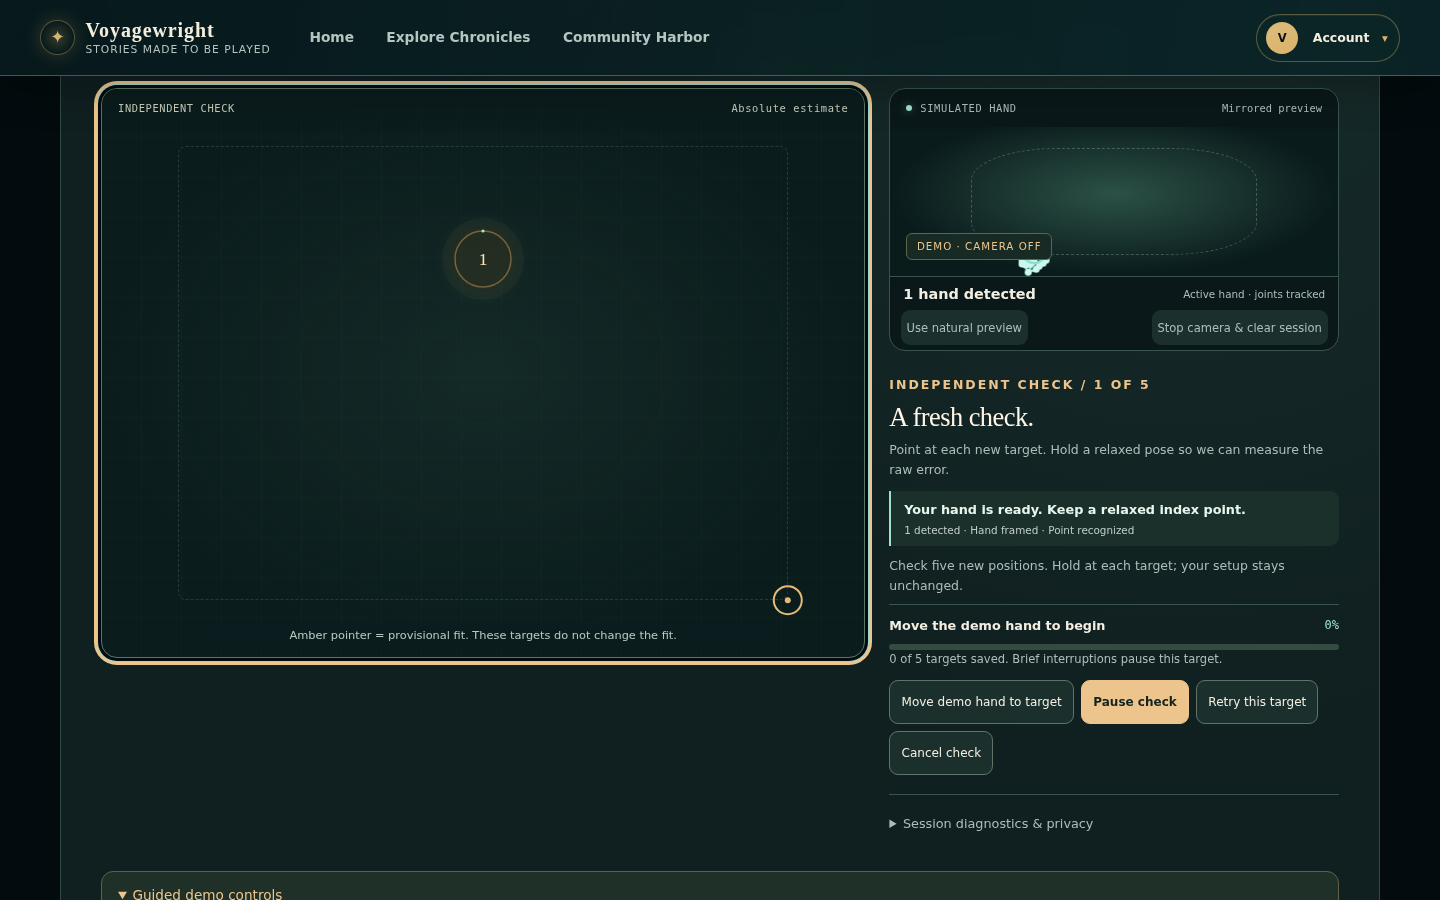 Voyagewright
STORIES MADE TO BE PLAYED
Home
Explore Chronicles
Community Harbor
V
Account
INDEPENDENT CHECK
Absolute estimate
1
Amber pointer = provisional fit. These targets do not change the fit.
SIMULATED HAND
Mirrored preview
DEMO · CAMERA OFF
1 hand detected
Active hand · joints tracked
Use natural preview
Stop camera & clear session
INDEPENDENT CHECK / 1 OF 5
A fresh check.
Point at each new target. Hold a relaxed pose so we can measure the
raw error.
Your hand is ready. Keep a relaxed index point.
1 detected · Hand framed · Point recognized
Check five new positions. Hold at each target; your setup stays
unchanged.
Move the demo hand to begin
0%
0 of 5 targets saved. Brief interruptions pause this target.
Move demo hand to target
Pause check
Retry this target
Cancel check
Session diagnostics & privacy
Guided demo controls